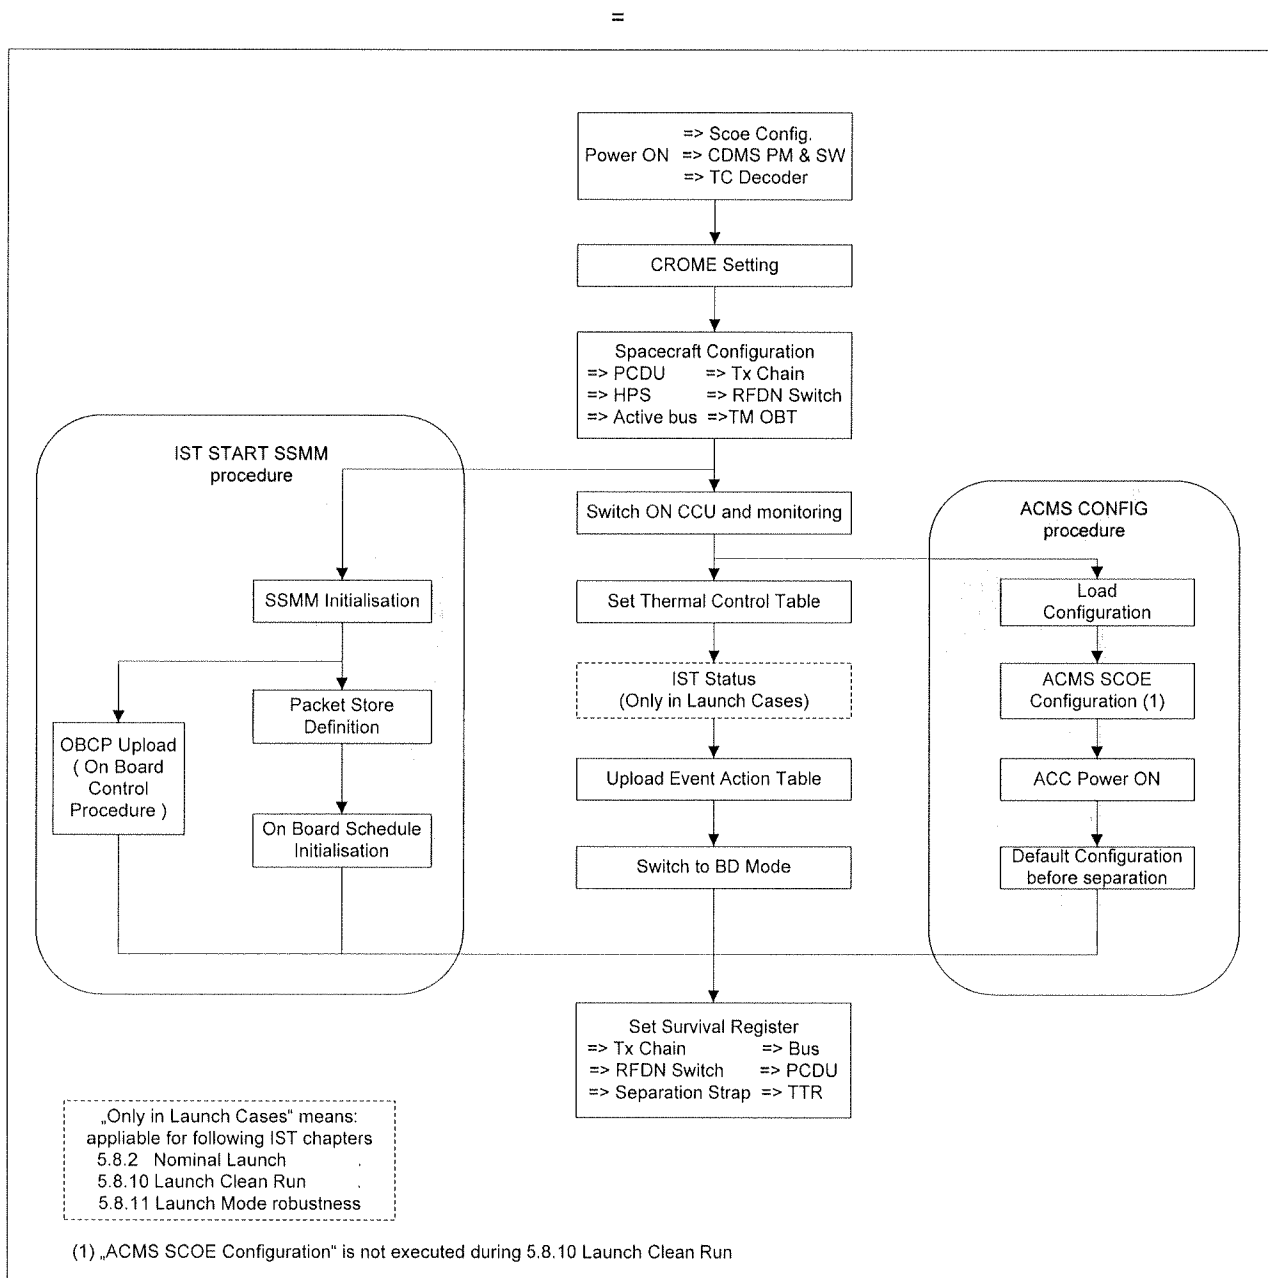 =
=> Scoe Config.
Power ON => CDMS PM & SW
=> TC Decoder
CROME Setting
Spacecraft Configuration
=> PCDU => Tx Chain
=> HPS => RFDN Switch
=> Active bus =>TM OBT
IST START SSMM
procedure
Switch ON CCU and monitoring
ACMS CONFIG
procedure
SSMM Initialisation
Set Thermal Control Table
Load
Configuration
Packet Store
Definition
IST Status
(Only in Launch Cases)
ACMS SCOE
Configuration (1)
OBCP Upload
( On Board
Control
Procedure )
Upload Event Action Table
ACC Power ON
On Board Schedule
Initialisation
Switch to BD Mode
Default Configuration
before separation
Set Survival Register
=> Tx Chain => Bus
=> RFDN Switch => PCDU
=> Separation Strap => TTR
„Only in Launch Cases" means:
appliable for following IST chapters
5.8.2 Nominal Launch
5.8.10 Launch Clean Run
5.8.11 Launch Mode robustness
(1) „ACMS SCOE Configuration" is not executed during 5.8.10 Launch Clean Run